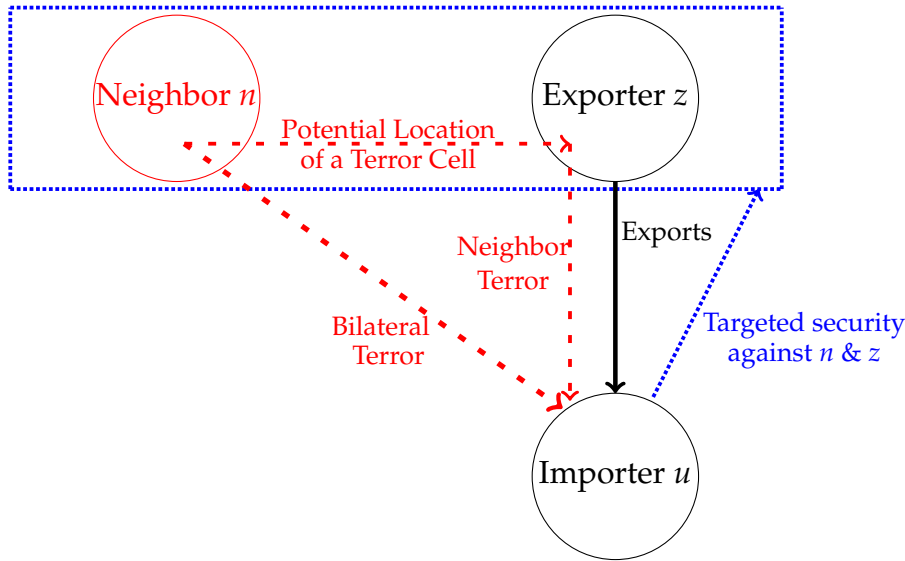 Neighbor n
Exporter z
Potential Location
of a Terror Cell
Exports
Neighbor
Terror
Bilateral
Terror
Targeted security
against n & z
Importer u